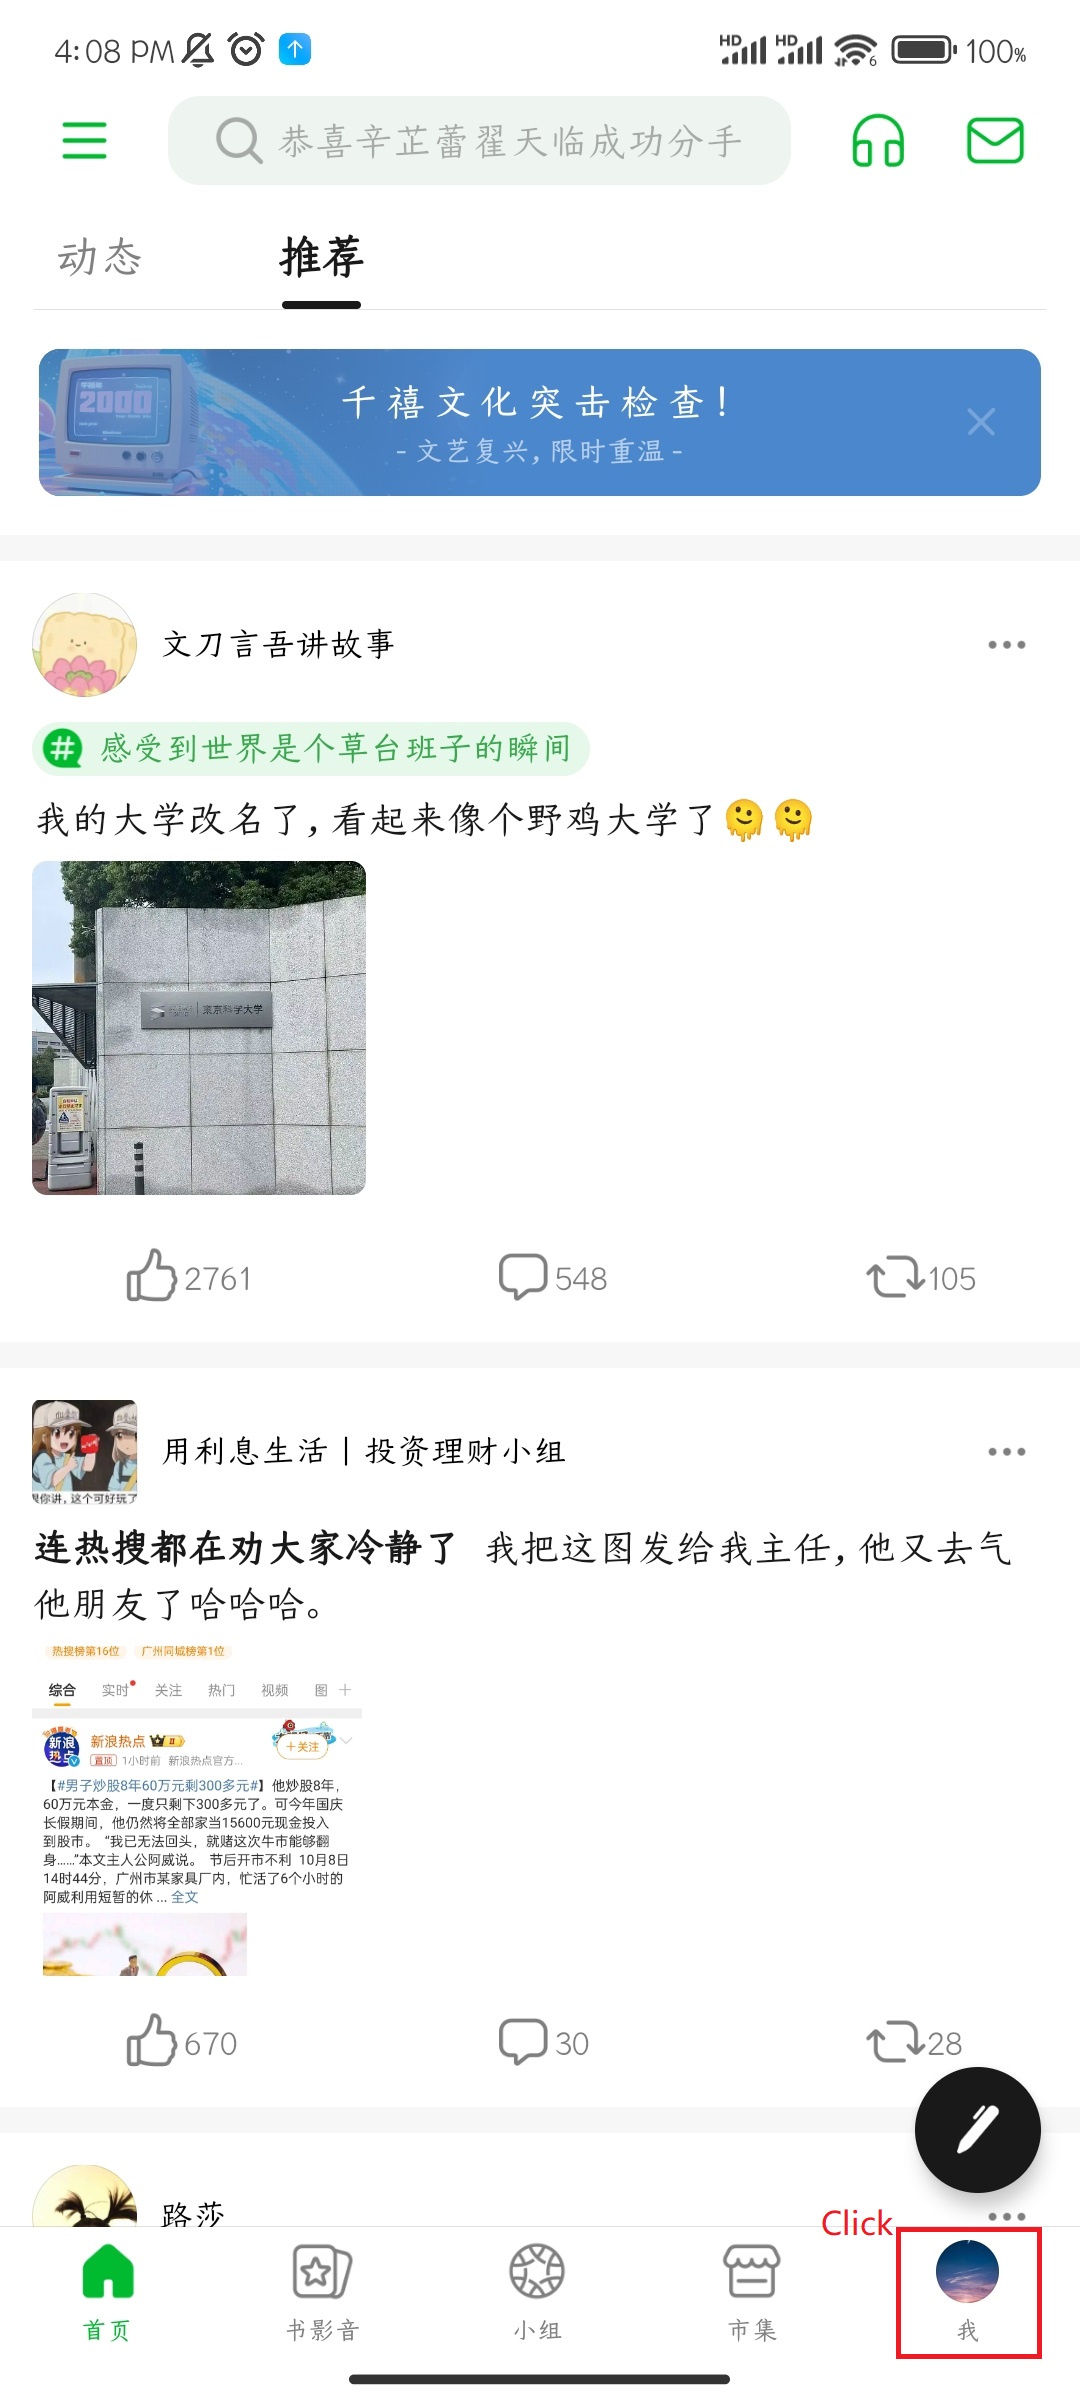 4:08 PM
HD HD 6 100%
恭喜辛芷蕾翟天临成功分手
动态 推荐
2000
千禧文化突击检查!
- 文艺复兴,限时重温 -
文刀言吾讲故事
# 感受到世界是个草台班子的瞬间
我的大学改名了,看起来像个野鸡大学了
東京科学大学
2761 548 105
用利息生活 | 投资理财小组
你讲,这个可好玩了
连热搜都在劝大家冷静了 我把这图发给我主任,他又去气
他朋友了哈哈哈。
热搜榜第16位 广州同城榜第1位
综合 实时 关注 热门 视频 图 +
新浪热点
新浪热点 II
+关注
置顶 1小时前 新浪热点官方...
【#男子炒股8年60万元剩300多元#】他炒股8年,
60万元本金,一度只剩下300多元了。可今年国庆
长假期间,他仍然将全部家当15600元现金投入
到股市。“我已无法回头,就赌这次牛市能够翻
身......”本文主人公阿威说。 节后开市不利 10月8日
14时44分,广州市某家具厂内,忙活了6个小时的
阿威利用短暂的休 ... 全文
670 30 28
路莎
Click
首页 书影音 小组 市集 我